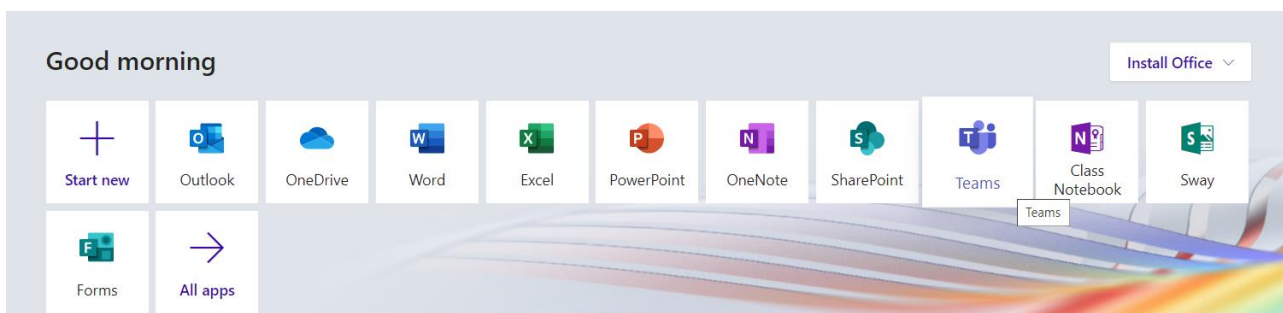 Good morning
Install Office
Start new
Outlook
OneDrive
Word
Excel
PowerPoint
OneNote
SharePoint
Teams
Class
Notebook
Sway
Teams
Forms
All apps